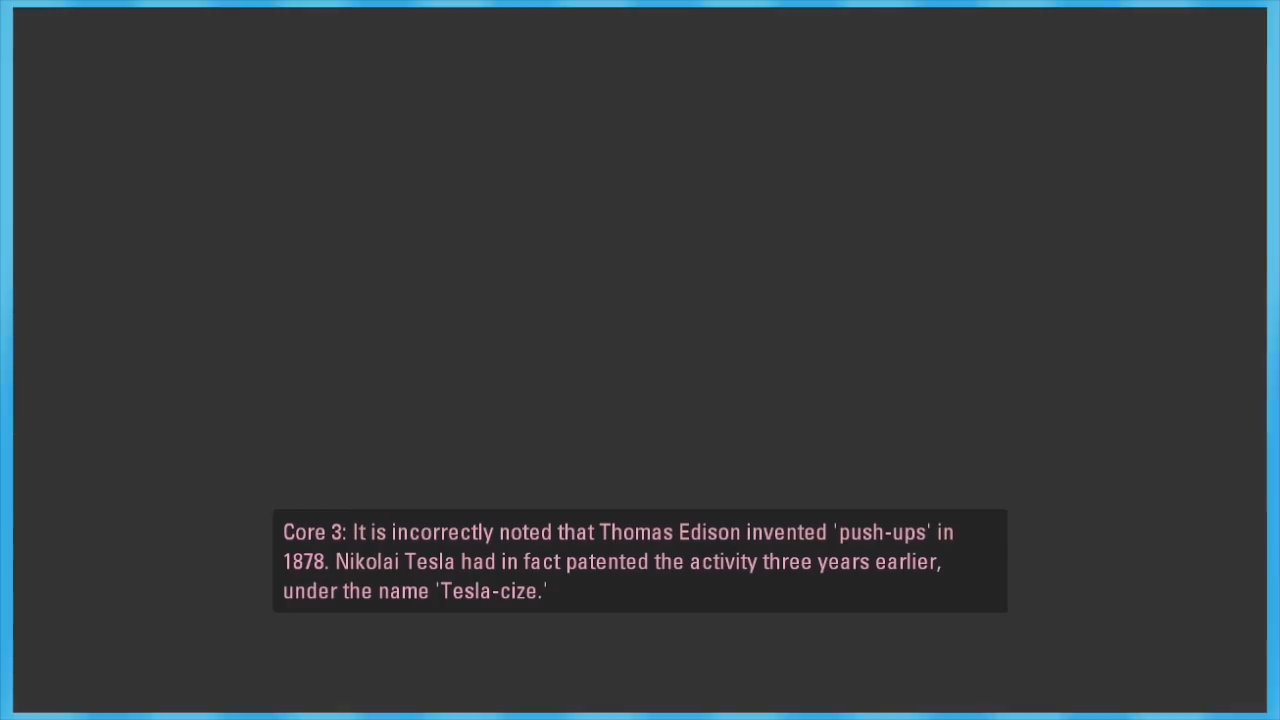 Core 3: It is incorrectly noted that Thomas Edison invented 'push-ups' in
1878. Nikolai Tesla had in fact patented the activity three years earlier,
under the name 'Tesla-cize.'